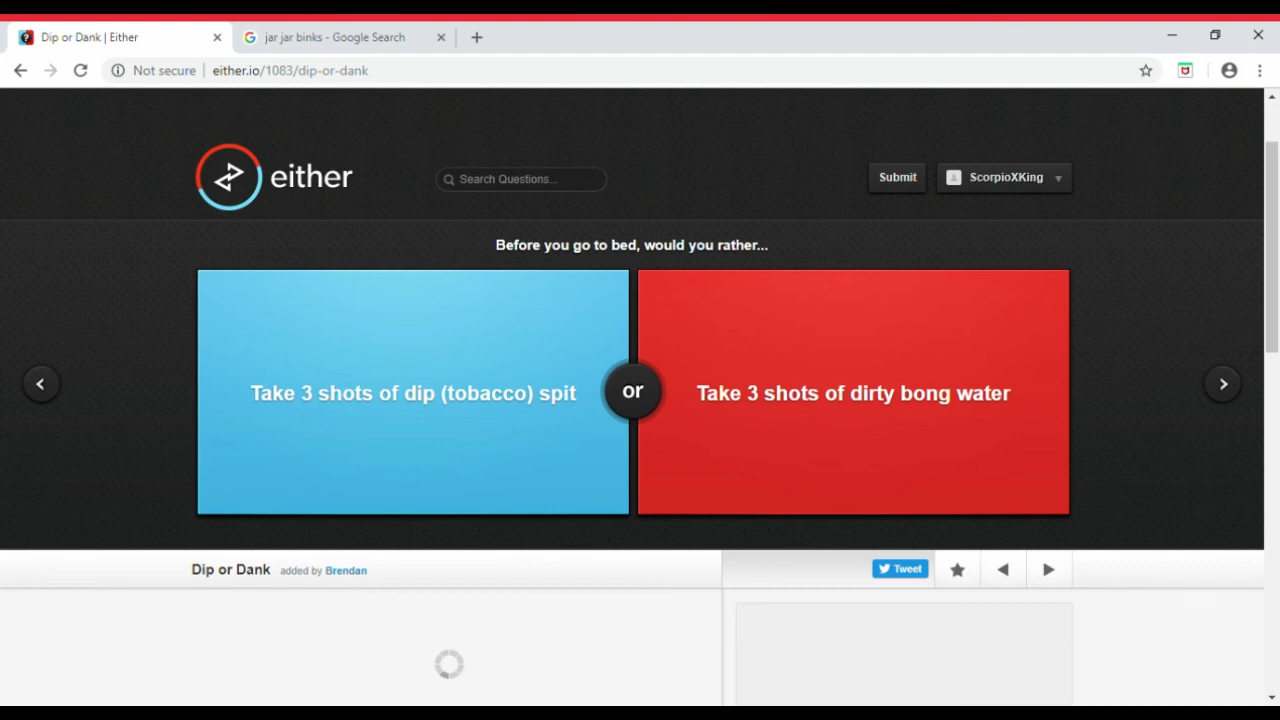 Dip or Dank | Either
jar jar binks - Google Search
Not secure | either.io/1083/dip-or-dank
either
Search Questions...
Submit
ScorpioXKing
Before you go to bed, would you rather...
Take 3 shots of dip (tobacco) spit
or
Take 3 shots of dirty bong water
Dip or Dank added by Brendan
Tweet